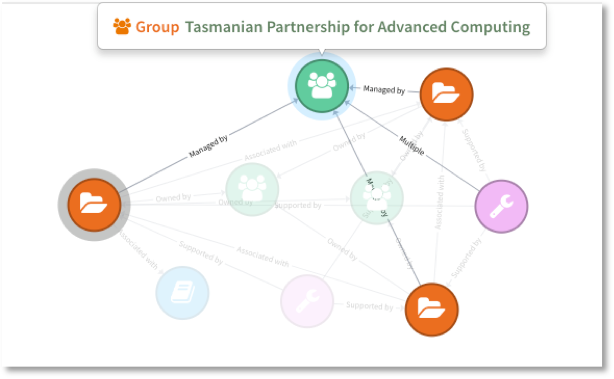 Group Tasmanian Partnership for Advanced Computing
Managed by
Managed by
Multiple
Associated with
Owned by
Supported by
Owned by
Owned by
Supported by
Associated with
Owned by
Supported by
Associated with
Associated with
Owned by
Supported by
Supported by